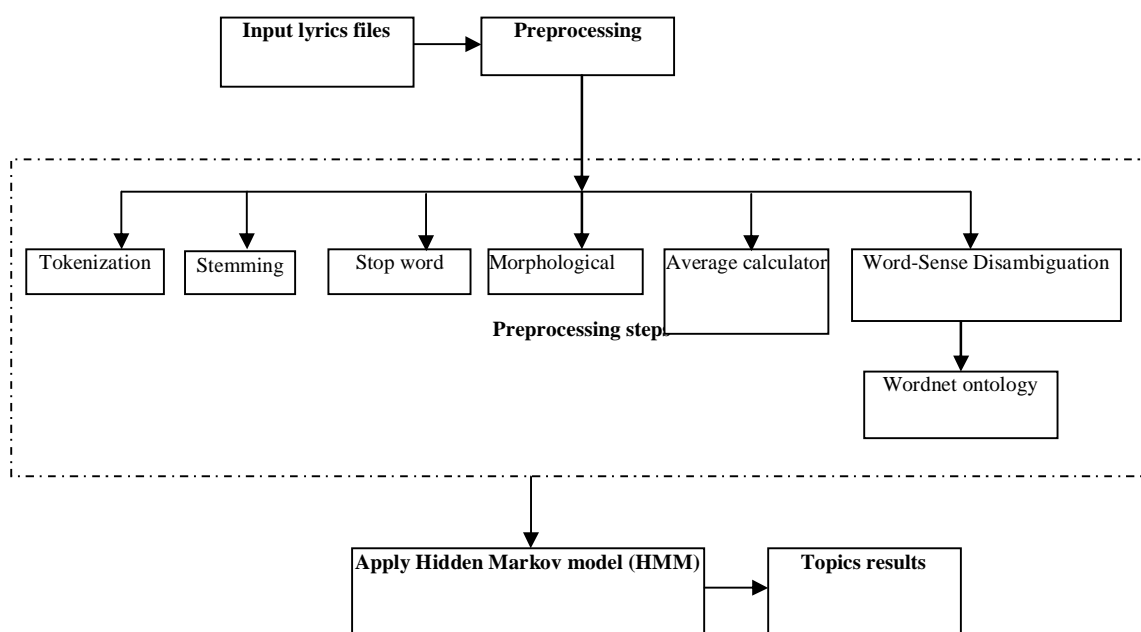 Input lyrics files
Preprocessing
Tokenization
Stemming
Stop word
Morphological
Average calculator
Word-Sense Disambiguation
Preprocessing steps
Wordnet ontology
Apply Hidden Markov model (HMM)
Topics results